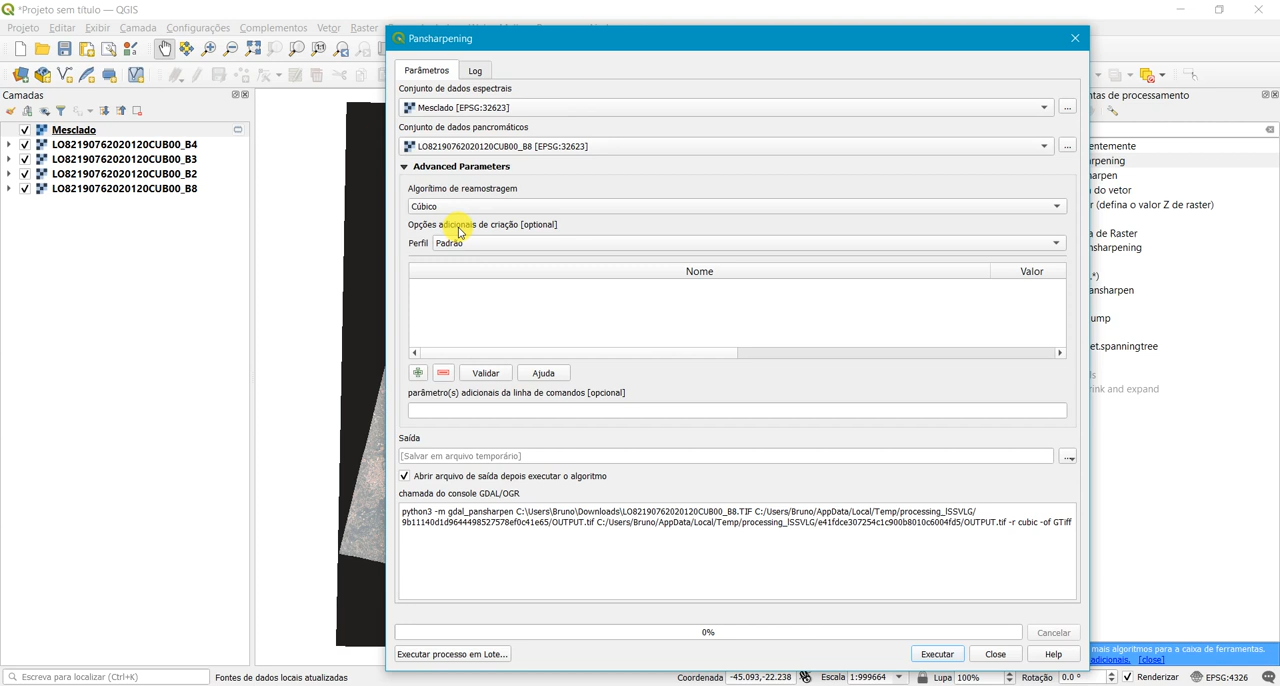 *Projeto sem título — QGIS
Projeto Editar Exibir Camada Configurações Complementos Vetor Raster
Pansharpening
Parâmetros Log
Conjunto de dados espectrais
Mesclado [EPSG:32623]
...
Conjunto de dados pancromáticos
LO82190762020120CUB00_B8 [EPSG:32623]
...
Advanced Parameters
Algorítimo de reamostragem
Cúbico
Opções adicionais de criação [optional]
Perfil Padrão
Nome Valor
Validar Ajuda
parâmetro(s) adicionais da linha de comandos [opcional]
Saída
[Salvar em arquivo temporário]
...
Abrir arquivo de saída depois executar o algoritmo
chamada do console GDAL/OGR
python3 -m gdal_pansharpen C:\Users\Bruno\Downloads\LO82190762020120CUB00_B8.TIF C:/Users/Bruno/AppData/Local/Temp/processing_ISSVLG/
9b11140d1d9644498527578ef0c41e65/OUTPUT.tif C:/Users/Bruno/AppData/Local/Temp/processing_ISSVLG/e41fdce307254c1c900b8010c6004fd5/OUTPUT.tif -r cubic -of GTiff
0%
Cancelar
Executar processo em Lote...
Executar Close Help
Camadas
Mesclado
LO82190762020120CUB00_B4
LO82190762020120CUB00_B3
LO82190762020120CUB00_B2
LO82190762020120CUB00_B8
ntas de processamento
entemente
rpening
arpen
do vetor
r (defina o valor Z de raster)
a de Raster
nsharpening
.*)
ansharpen
ump
et.spanningtree
ls
rink and expand
mais algoritmos para a caixa de ferramentas.
adicionais. [close]
Escreva para localizar (Ctrl+K)
Fontes de dados locais atualizadas
Coordenada -45.093,-22.238
Escala 1:999664
Lupa 100%
Rotação 0.0 °
Renderizar
EPSG:4326